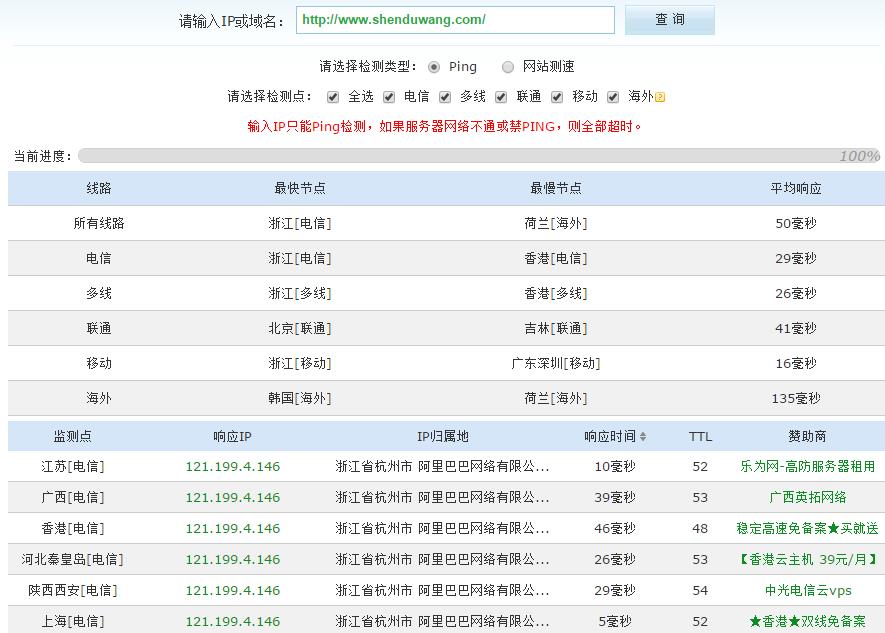 请输入IP或域名： http://www.shenduwang.com/ 查 询
请选择检测类型： Ping 网站测速
请选择检测点： 全选 电信 多线 联通 移动 海外
输入IP只能Ping检测，如果服务器网络不通或禁PING，则全部超时。
当前进度： 100%
线路 最快节点 最慢节点 平均响应
所有线路 浙江[电信] 荷兰[海外] 50毫秒
电信 浙江[电信] 香港[电信] 29毫秒
多线 浙江[多线] 香港[多线] 26毫秒
联通 北京[联通] 吉林[联通] 41毫秒
移动 浙江[移动] 广东深圳[移动] 16毫秒
海外 韩国[海外] 荷兰[海外] 135毫秒
监测点 响应IP IP归属地 响应时间 TTL 赞助商
江苏[电信] 121.199.4.146 浙江省杭州市 阿里巴巴网络有限公... 10毫秒 52 乐为网-高防服务器租用
广西[电信] 121.199.4.146 浙江省杭州市 阿里巴巴网络有限公... 39毫秒 53 广西英拓网络
香港[电信] 121.199.4.146 浙江省杭州市 阿里巴巴网络有限公... 46毫秒 48 稳定高速免备案★买就送
河北秦皇岛[电信] 121.199.4.146 浙江省杭州市 阿里巴巴网络有限公... 26毫秒 53 【香港云主机 39元/月】
陕西西安[电信] 121.199.4.146 浙江省杭州市 阿里巴巴网络有限公... 29毫秒 54 中光电信云vps
上海[电信] 121.199.4.146 浙江省杭州市 阿里巴巴网络有限公... 5毫秒 52 ★香港★双线免备案